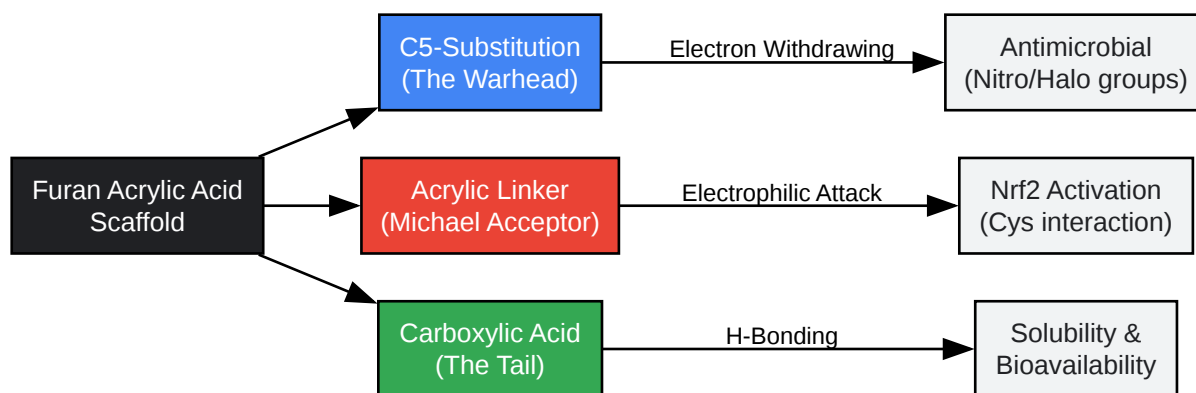 C5-Substitution
(The Warhead)
Electron Withdrawing
Antimicrobial
(Nitro/Halo groups)
Furan Acrylic Acid
Scaffold
Acrylic Linker
(Michael Acceptor)
Electrophilic Attack
Nrf2 Activation
(Cys interaction)
Carboxylic Acid
(The Tail)
H-Bonding
Solubility &
Bioavailability